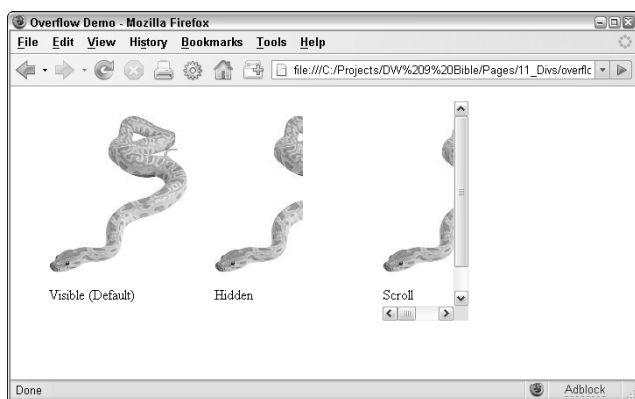 Overflow Demo - Mozilla Firefox
File Edit View History Bookmarks Tools Help
file:///C:/Projects/DW%209%20Bible/Pages/11_Divs/overflc
Visible (Default) Hidden Scroll
Done Adblock